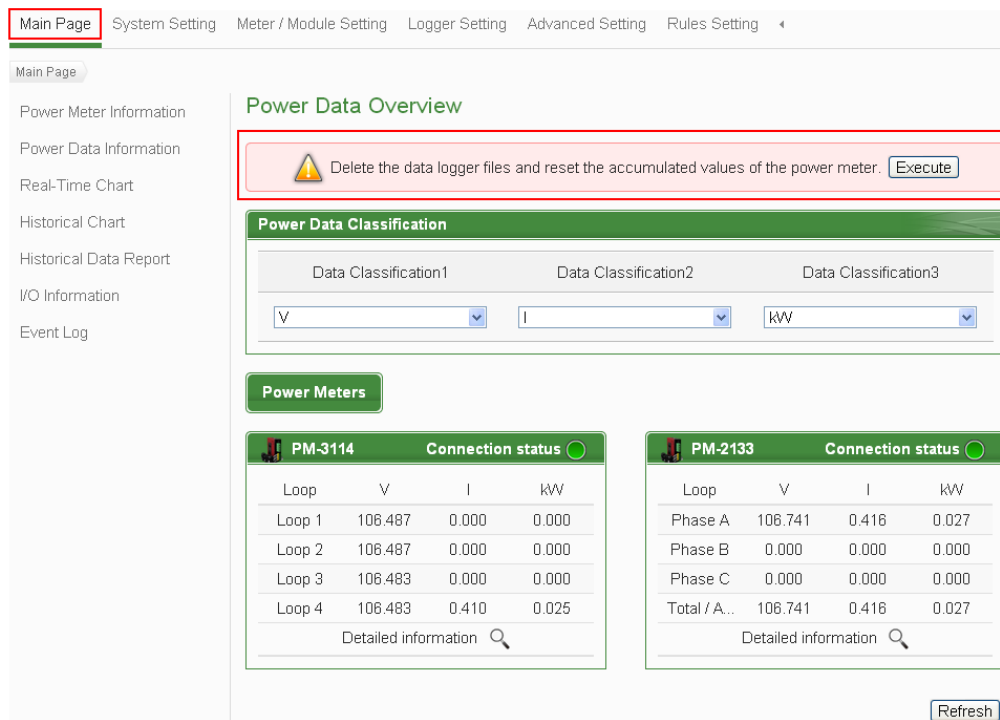 Main Page System Setting Meter / Module Setting Logger Setting Advanced Setting Rules Setting
Main Page
Power Meter Information
Power Data Information
Real-Time Chart
Historical Chart
Historical Data Report
I/O Information
Event Log
Power Data Overview
Delete the data logger files and reset the accumulated values of the power meter. Execute
Power Data Classification
Data Classification1 Data Classification2 Data Classification3
V I kW
Power Meters
PM-3114 Connection status
Loop V I kW
Loop 1 106.487 0.000 0.000
Loop 2 106.487 0.000 0.000
Loop 3 106.483 0.000 0.000
Loop 4 106.483 0.410 0.025
Detailed information
PM-2133 Connection status
Loop V I kW
Phase A 106.741 0.416 0.027
Phase B 0.000 0.000 0.000
Phase C 0.000 0.000 0.000
Total / A... 106.741 0.416 0.027
Detailed information
Refresh